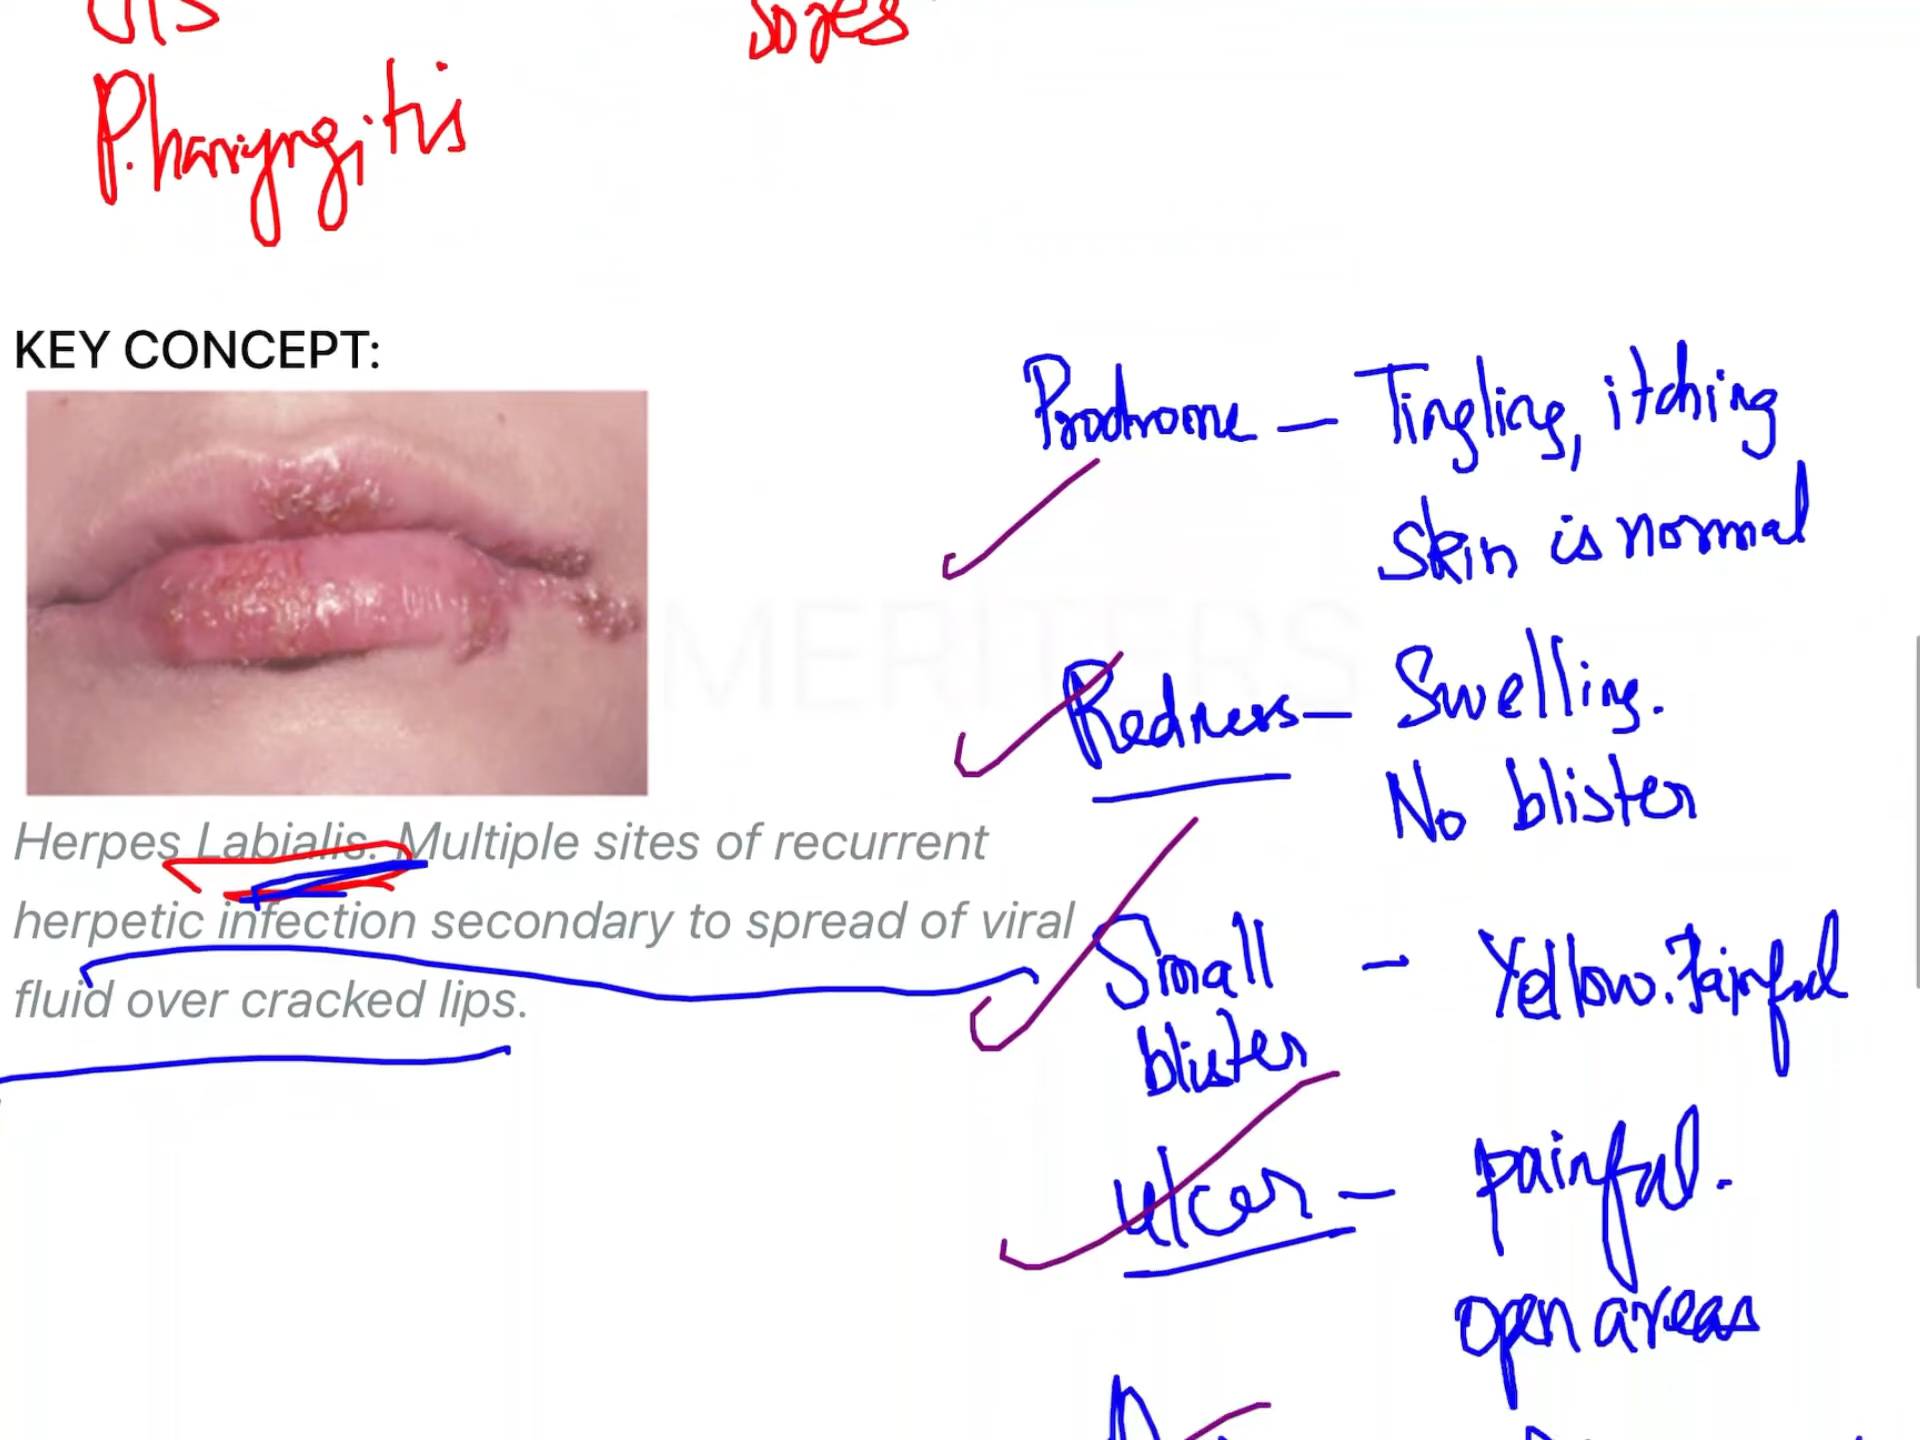 sores
Pharyngitis
KEY CONCEPT:
Prodrome — Tingling, itching
skin is normal
MERITERS
Redness — Swelling.
No blister
Herpes Labialis. Multiple sites of recurrent
herpetic infection secondary to spread of viral
fluid over cracked lips.
Small — Yellow. Painful
blister
Ulcer — painful.
open areas